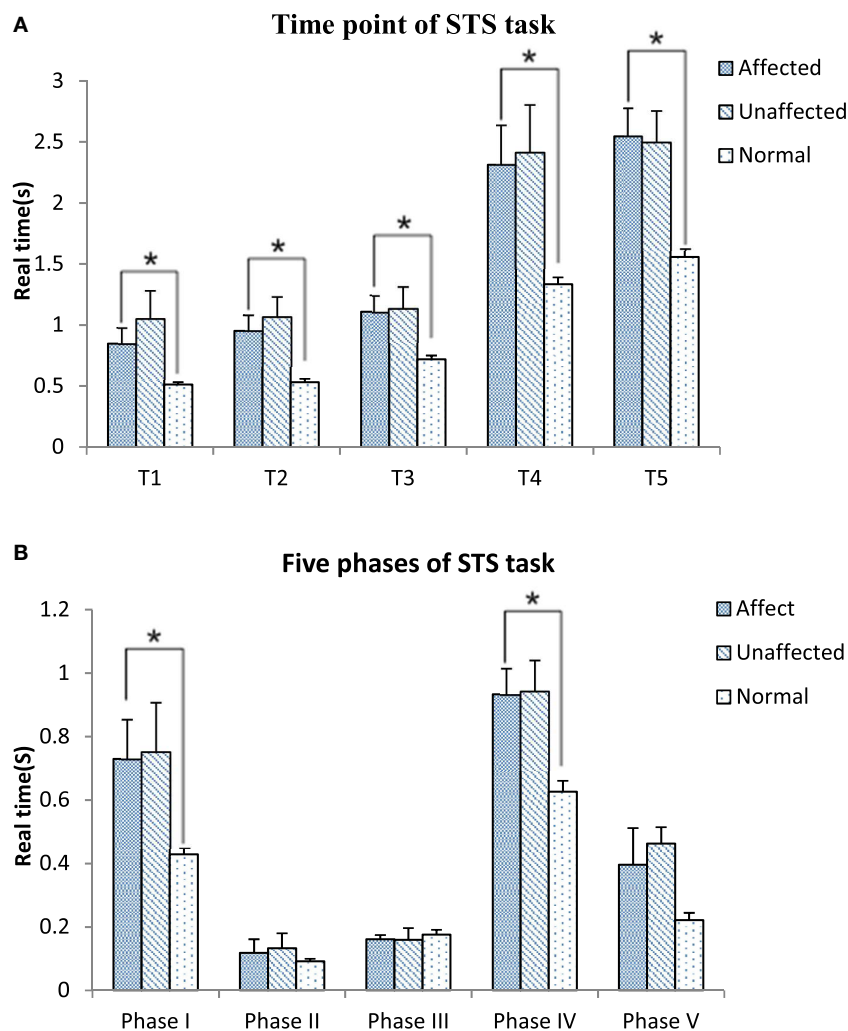 A
Time point of STS task
*
*
*
*
*
Affected
Unaffected
Normal
Real time(s)
3
2.5
2
1.5
1
0.5
0
T1 T2 T3 T4 T5
B
Five phases of STS task
*
*
Affect
Unaffected
Normal
Real time(S)
1.2
1
0.8
0.6
0.4
0.2
0
Phase I Phase II Phase III Phase IV Phase V